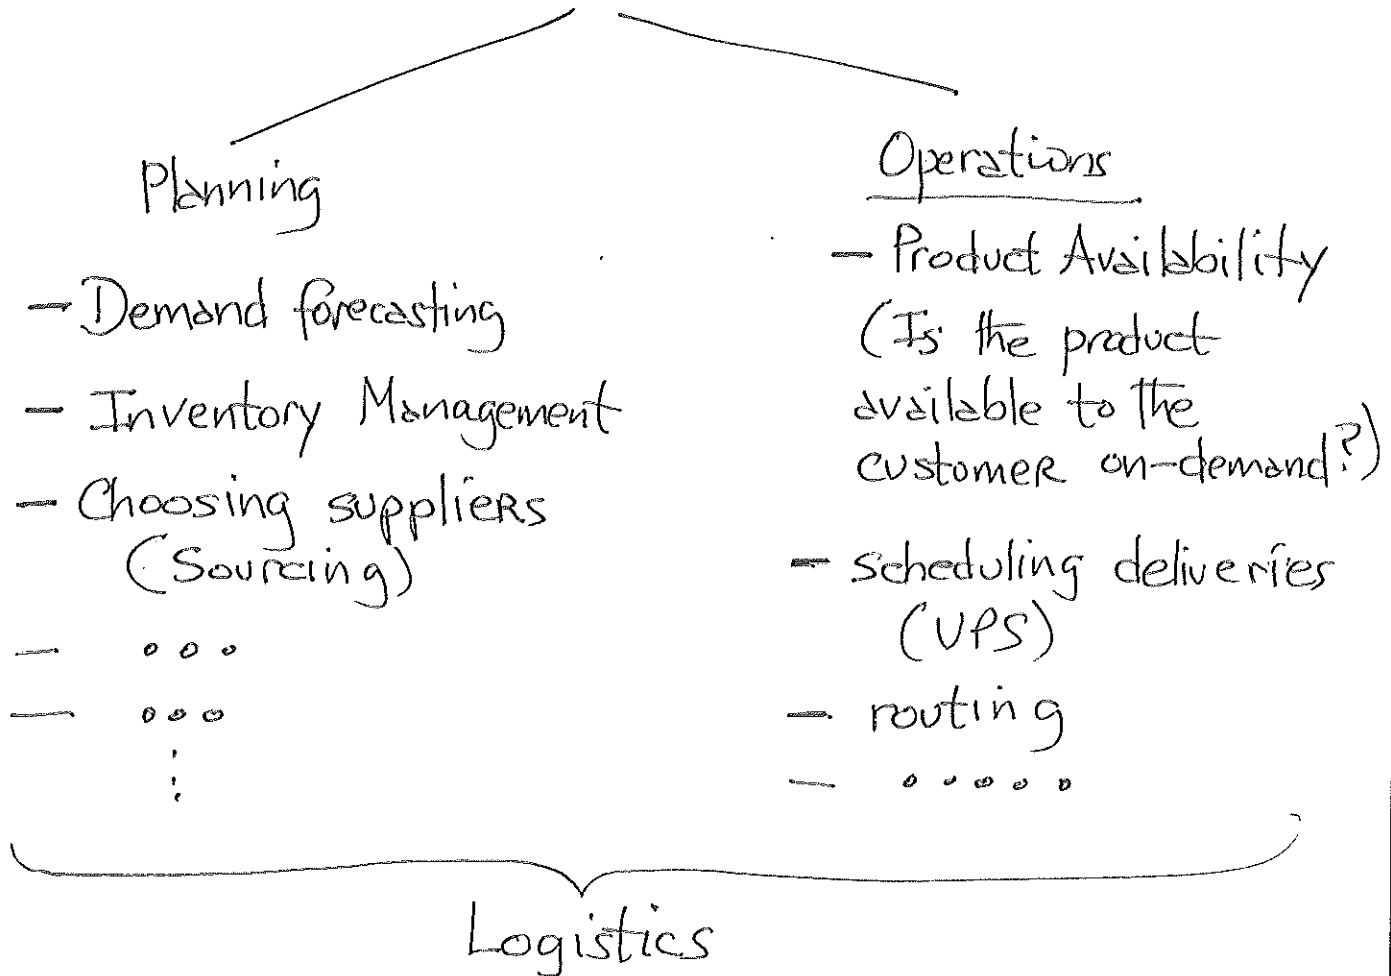 Planning
- Demand forecasting
- Inventory Management
- Choosing suppliers
(Sourcing)
- ...
- ...
⋮
Operations
- Product Availability
(Is the product
available to the
customer on-demand?)
- scheduling deliveries
(UPS)
- routing
- .....
Logistics